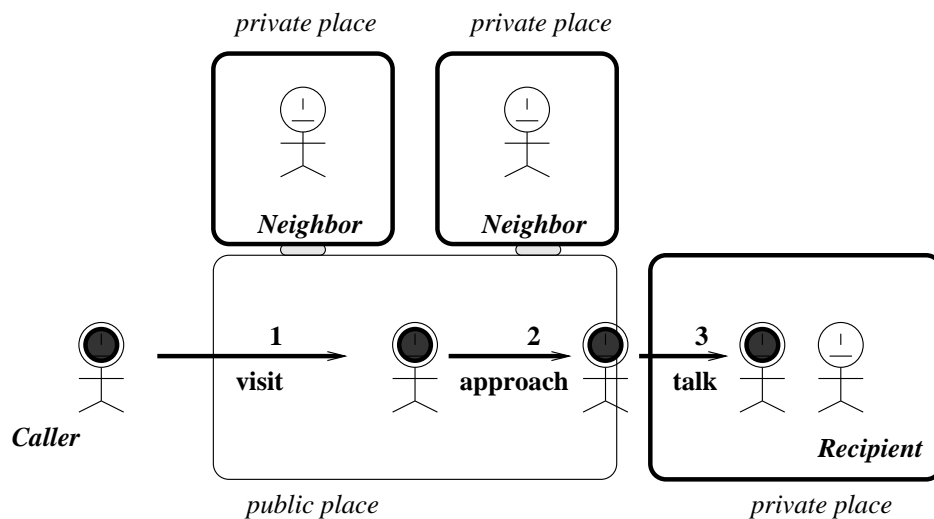 private place
private place
Neighbor
Neighbor
1
2
3
visit
approach
talk
Caller
Recipient
public place
private place